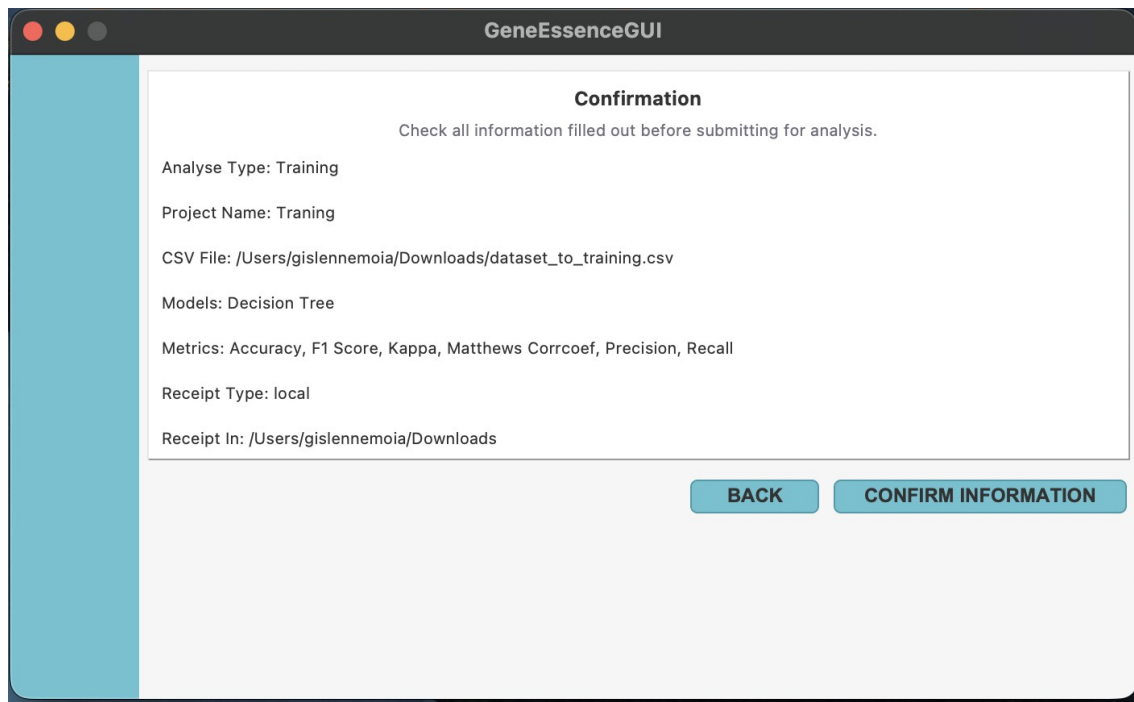 GeneEssenceGUI
Confirmation
Check all information filled out before submitting for analysis.
Analyse Type: Training
Project Name: Traning
CSV File: /Users/gislennemoia/Downloads/dataset_to_training.csv
Models: Decision Tree
Metrics: Accuracy, F1 Score, Kappa, Matthews Corrcoef, Precision, Recall
Receipt Type: local
Receipt In: /Users/gislennemoia/Downloads
BACK CONFIRM INFORMATION